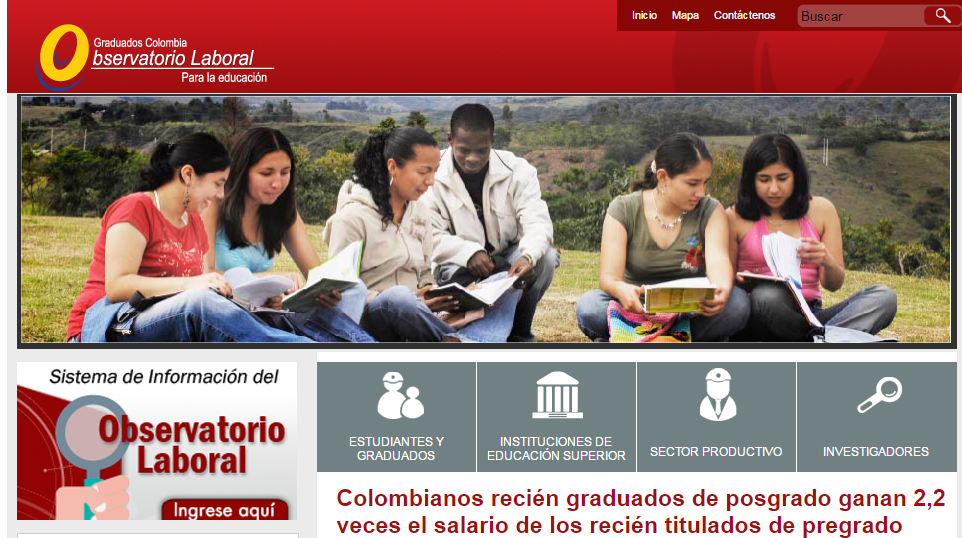 Inicio Mapa Contáctenos Buscar
Graduados Colombia
Observatorio Laboral
Para la educación
Sistema de Información del
Observatorio
Laboral
Ingrese aquí
ESTUDIANTES Y
GRADUADOS
INSTITUCIONES DE
EDUCACIÓN SUPERIOR
SECTOR PRODUCTIVO
INVESTIGADORES
Colombianos recién graduados de posgrado ganan 2,2
veces el salario de los recién titulados de pregrado